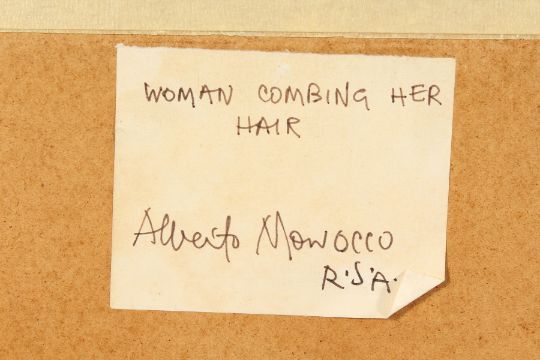 WOMAN COMBING HER
HAIR
Alberto Morrocco
R.S.A.